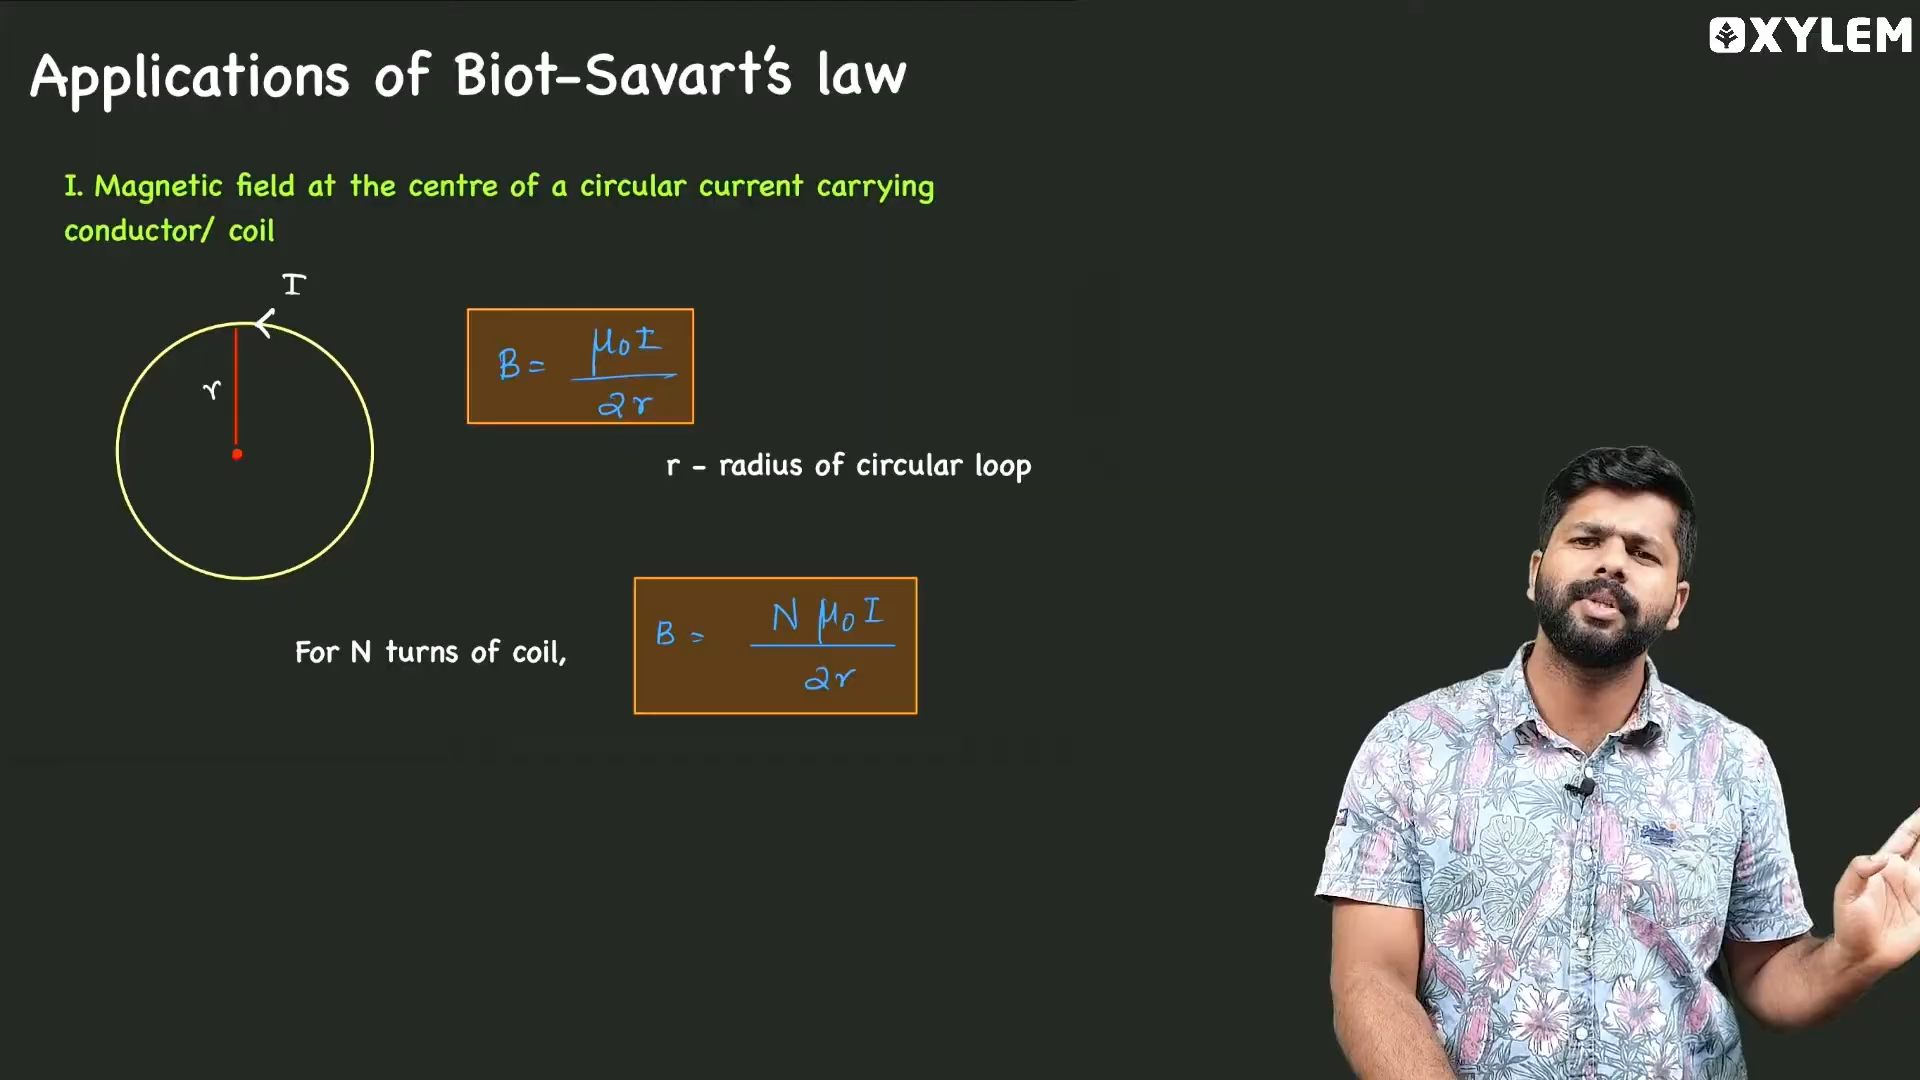 XYLEM
Applications of Biot-Savart's law
I. Magnetic field at the centre of a circular current carrying
conductor/ coil
I
r
B = μ₀I / 2r
r - radius of circular loop
For N turns of coil,
B = N μ₀ I / 2r